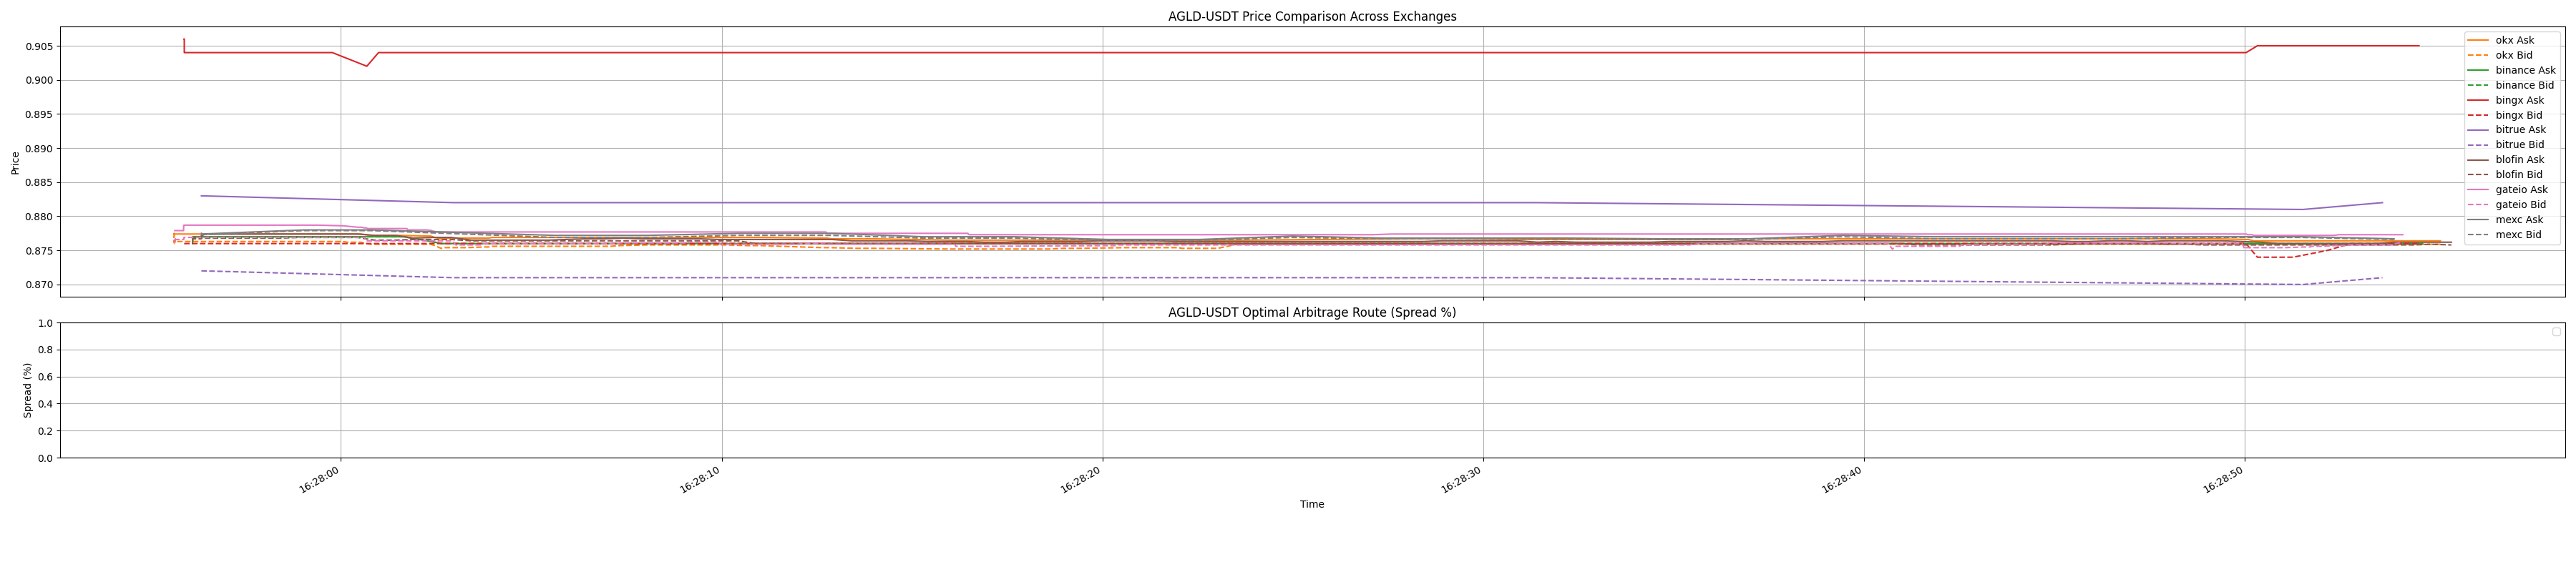 AGLD-USDT Price Comparison Across Exchanges
Price
0.905
0.900
0.895
0.890
0.885
0.880
0.875
0.870
okx Ask
okx Bid
binance Ask
binance Bid
bingx Ask
bingx Bid
bitrue Ask
bitrue Bid
blofin Ask
blofin Bid
gateio Ask
gateio Bid
mexc Ask
mexc Bid
AGLD-USDT Optimal Arbitrage Route (Spread %)
Spread (%)
1.0
0.8
0.6
0.4
0.2
0.0
16:28:00
16:28:10
16:28:20
16:28:30
16:28:40
16:28:50
Time